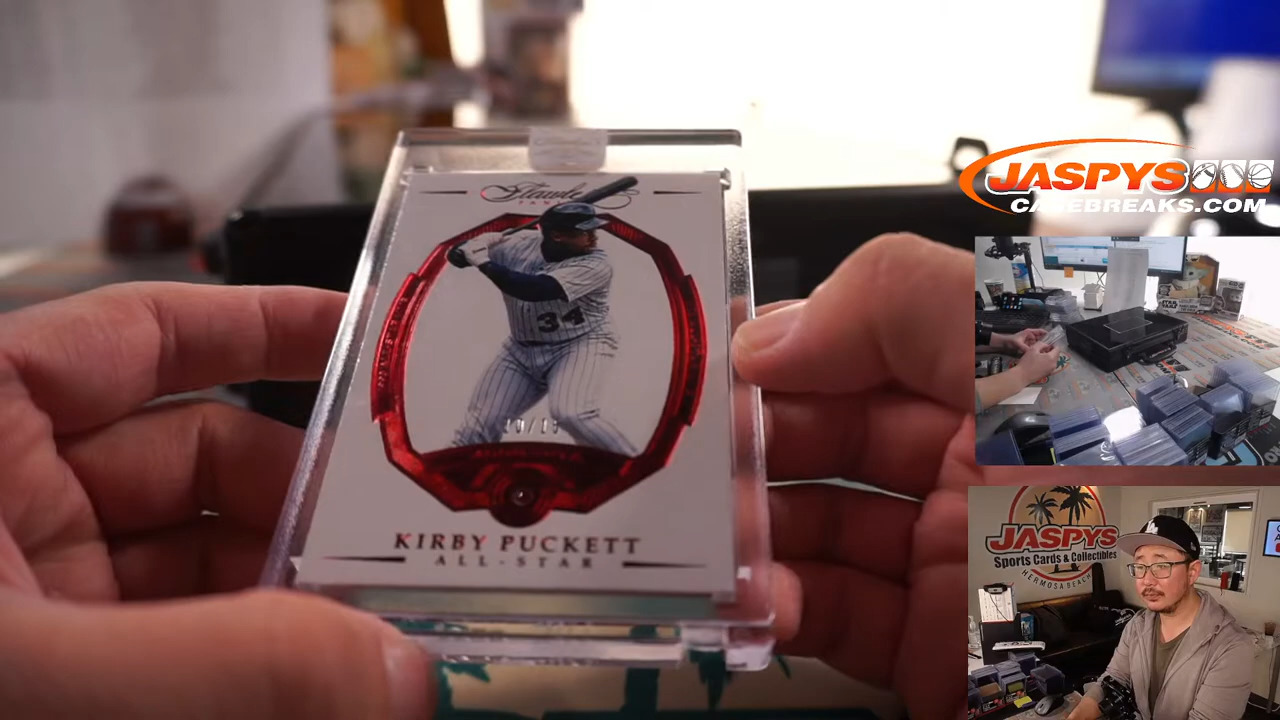 Flawless
34
KIRBY PUCKETT
ALL-STAR
JASPYS
CASEBREAKS.COM
JASPYS
Sports Cards & Collectibles
HERMOSA BEACH